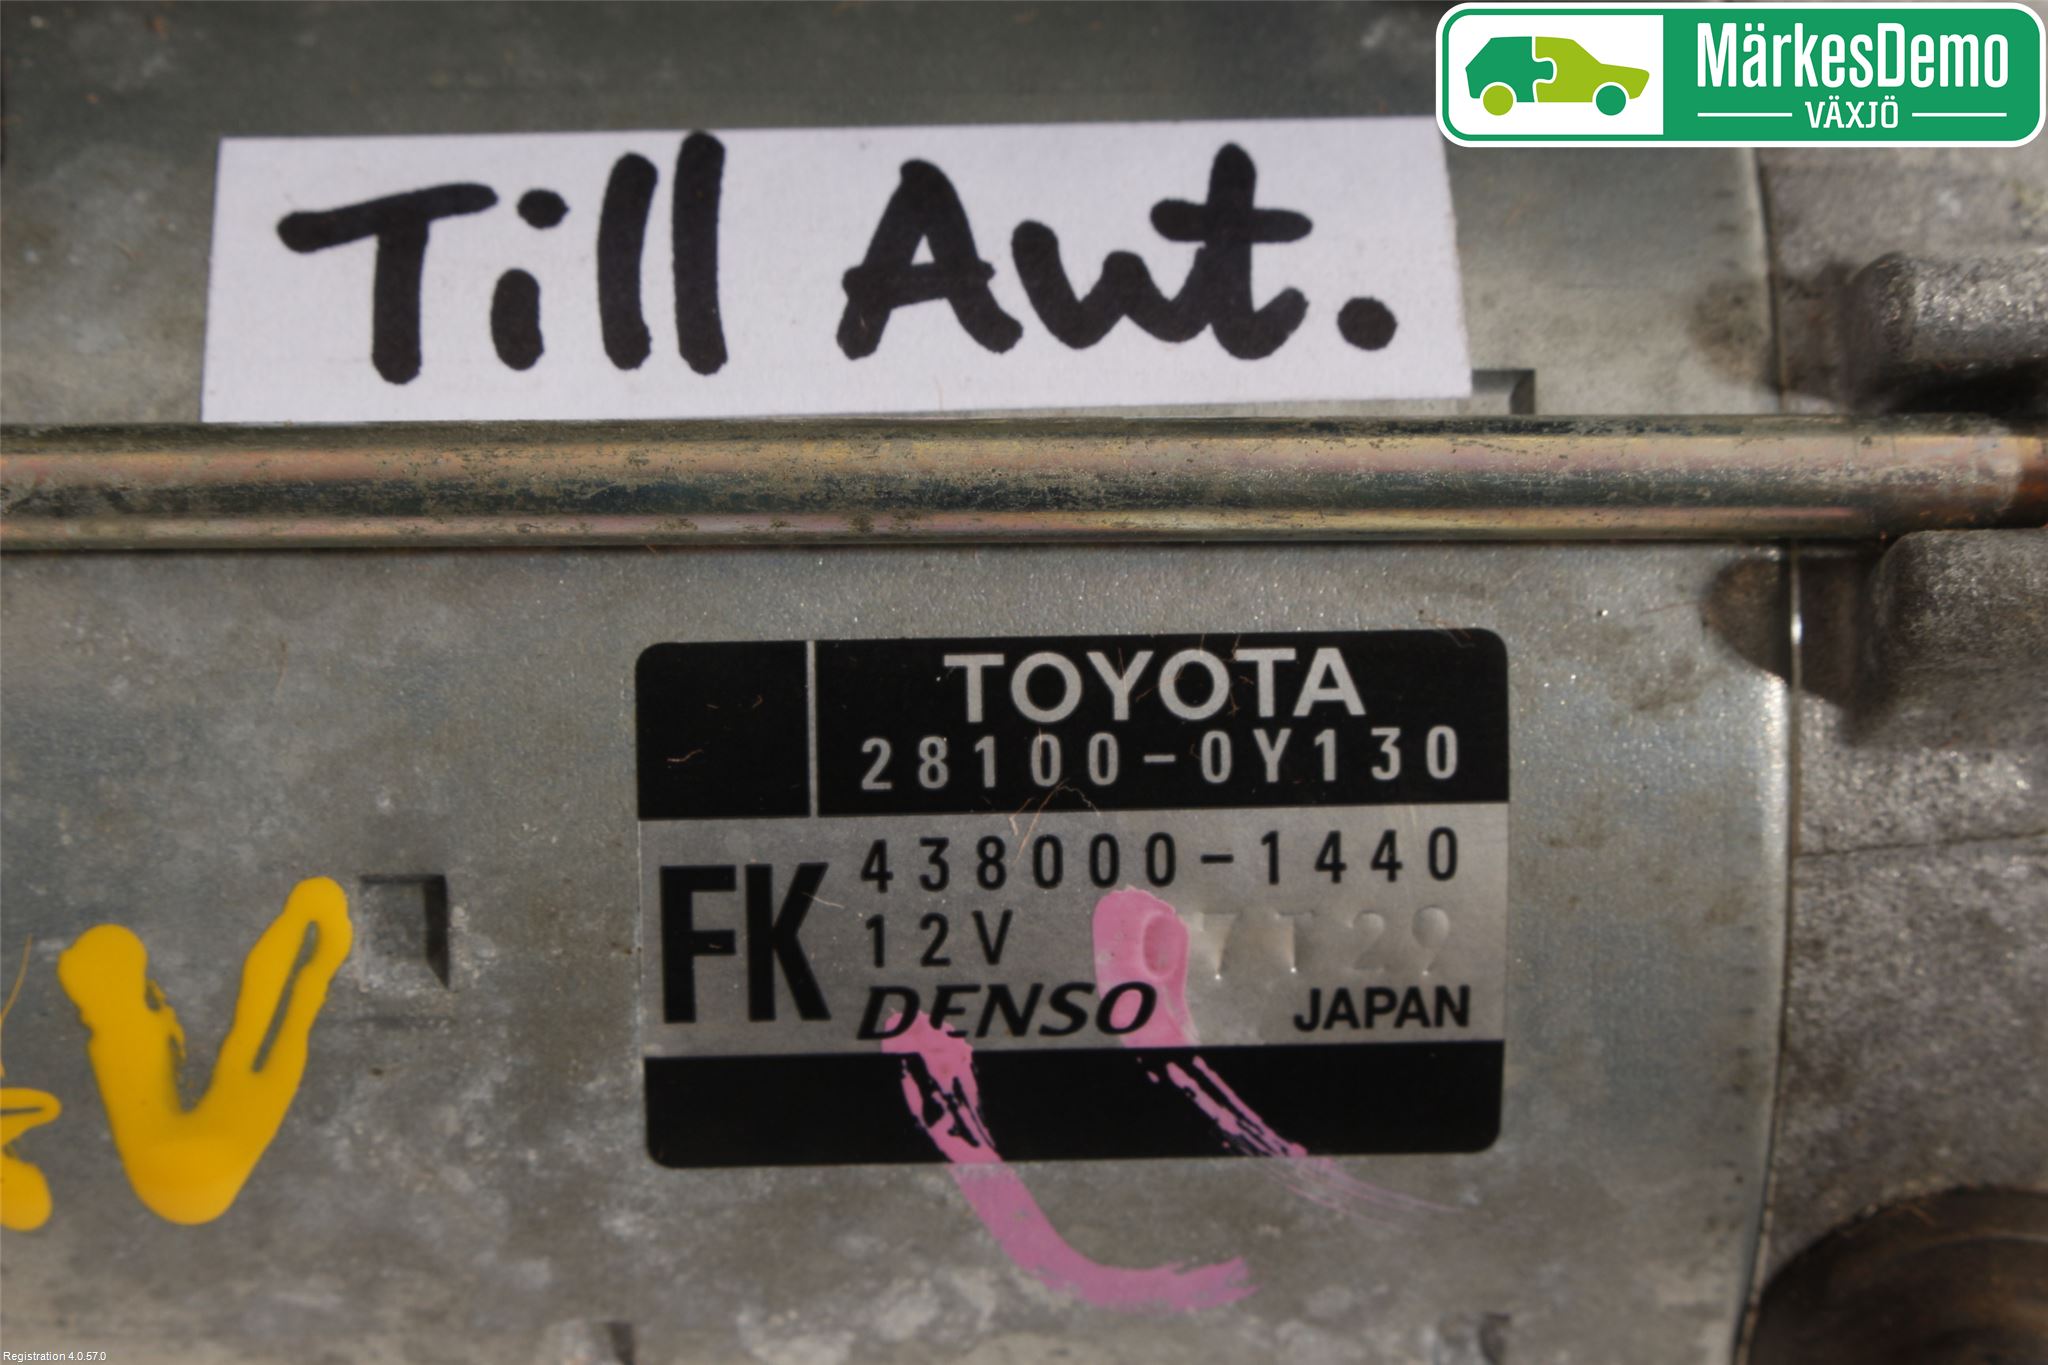 MärkesDemo
VÄXJÖ
Till Aut.
TOYOTA
28100-0Y130
FK
438000-1440
12V
DENSO
JAPAN
V
Registration 4.0.57.0